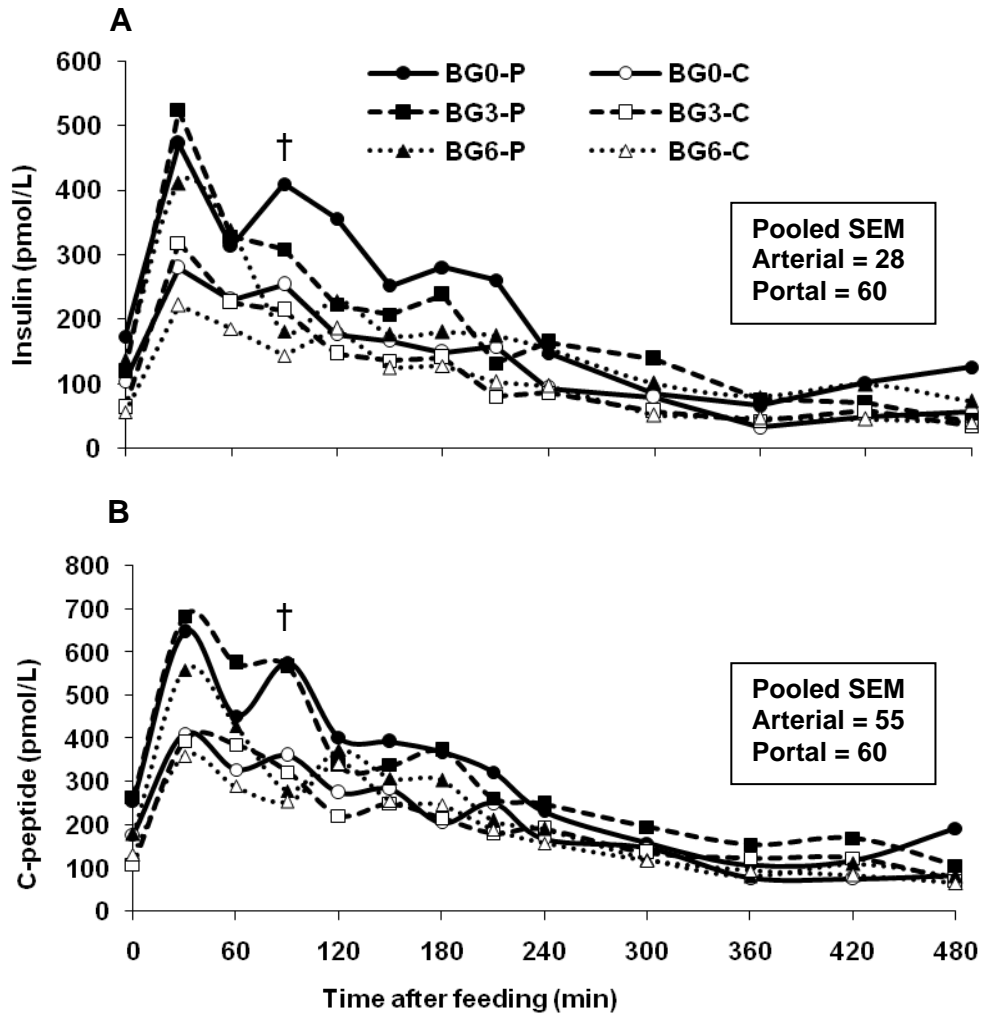 A
600
500
400
300
200
100
0
Insulin (pmol/L)
BG0-P BG0-C
BG3-P BG3-C
BG6-P BG6-C
†
Pooled SEM
Arterial = 28
Portal = 60
B
800
700
600
500
400
300
200
100
0
C-peptide (pmol/L)
†
Pooled SEM
Arterial = 55
Portal = 60
0 60 120 180 240 300 360 420 480
Time after feeding (min)